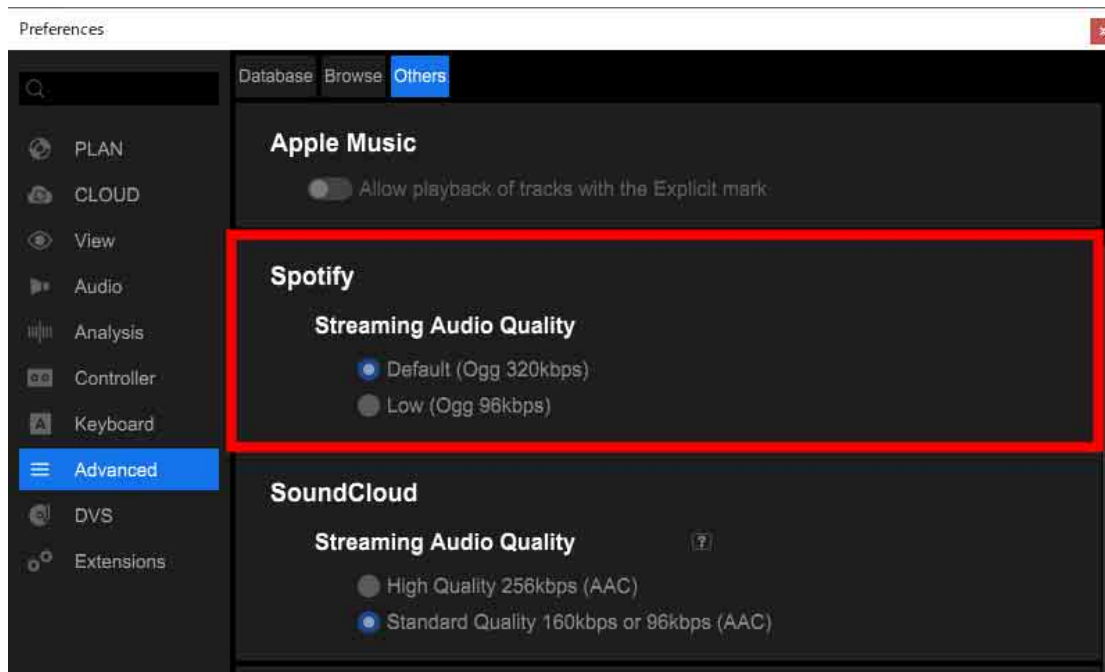 Preferences
Database Browse Others
PLAN
CLOUD
View
Audio
Analysis
Controller
Keyboard
Advanced
DVS
Extensions
Apple Music
Allow playback of tracks with the Explicit mark
Spotify
Streaming Audio Quality
Default (Ogg 320kbps)
Low (Ogg 96kbps)
SoundCloud
Streaming Audio Quality ?
High Quality 256kbps (AAC)
Standard Quality 160kbps or 96kbps (AAC)